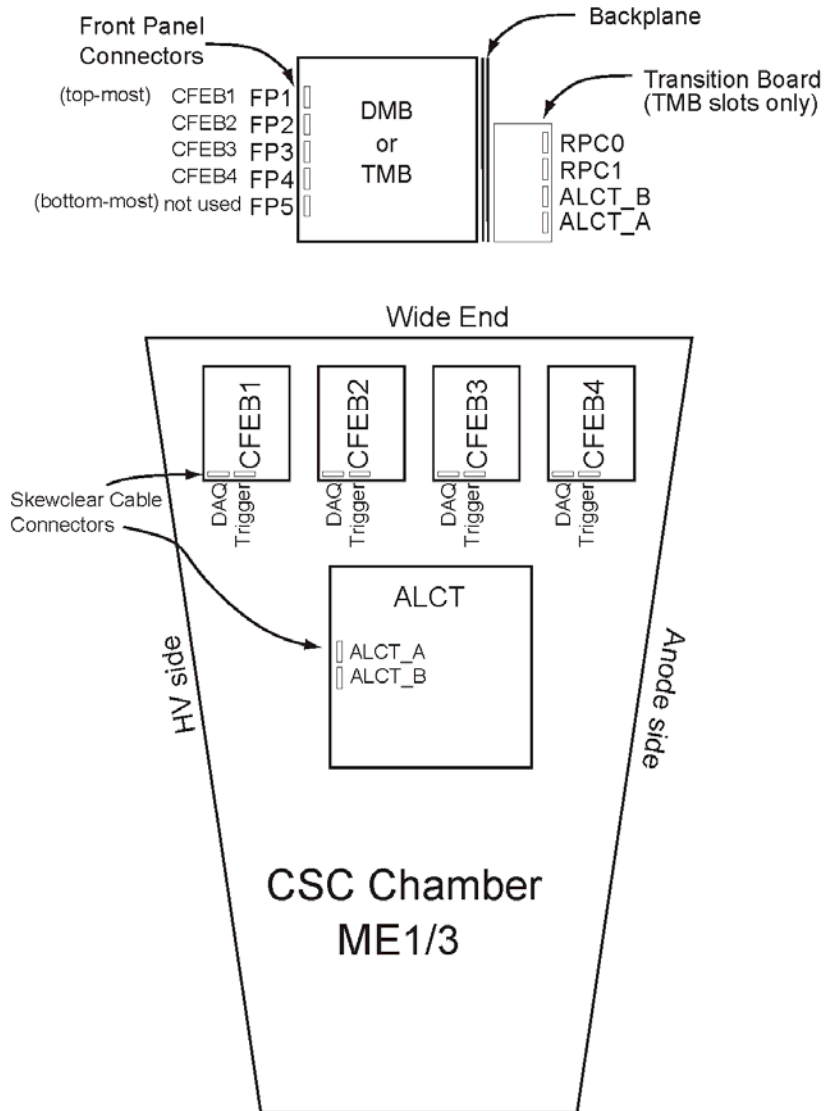 Front Panel
Connectors
Backplane
Transition Board
(TMB slots only)
(top-most) CFEB1 FP1
CFEB2 FP2
CFEB3 FP3
CFEB4 FP4
(bottom-most) not used FP5
DMB
or
TMB
RPC0
RPC1
ALCT_B
ALCT_A
Wide End
CFEB1
CFEB2
CFEB3
CFEB4
DAQ
Trigger
DAQ
Trigger
DAQ
Trigger
DAQ
Trigger
Skewclear Cable
Connectors
ALCT
ALCT_A
ALCT_B
HV side
Anode side
CSC Chamber
ME1/3